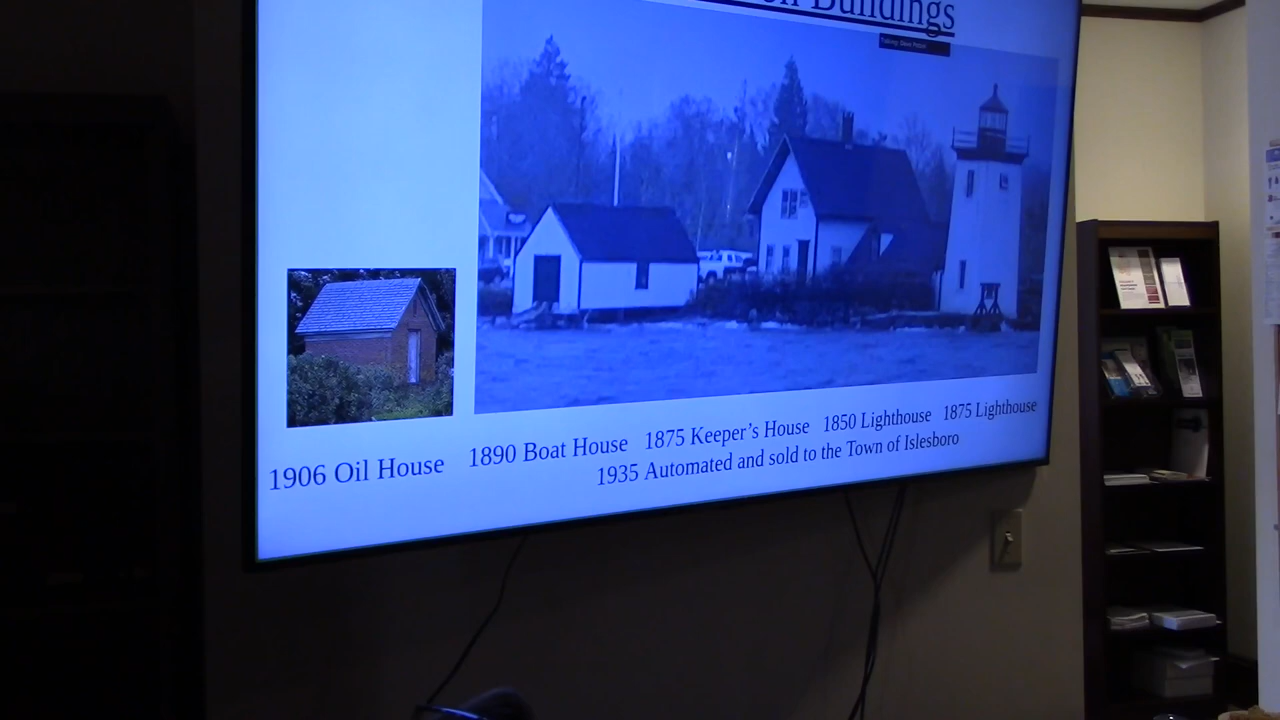 Buildings
1906 Oil House
1890 Boat House
1875 Keeper's House
1850 Lighthouse
1875 Lighthouse
1935 Automated and sold to the Town of Islesboro